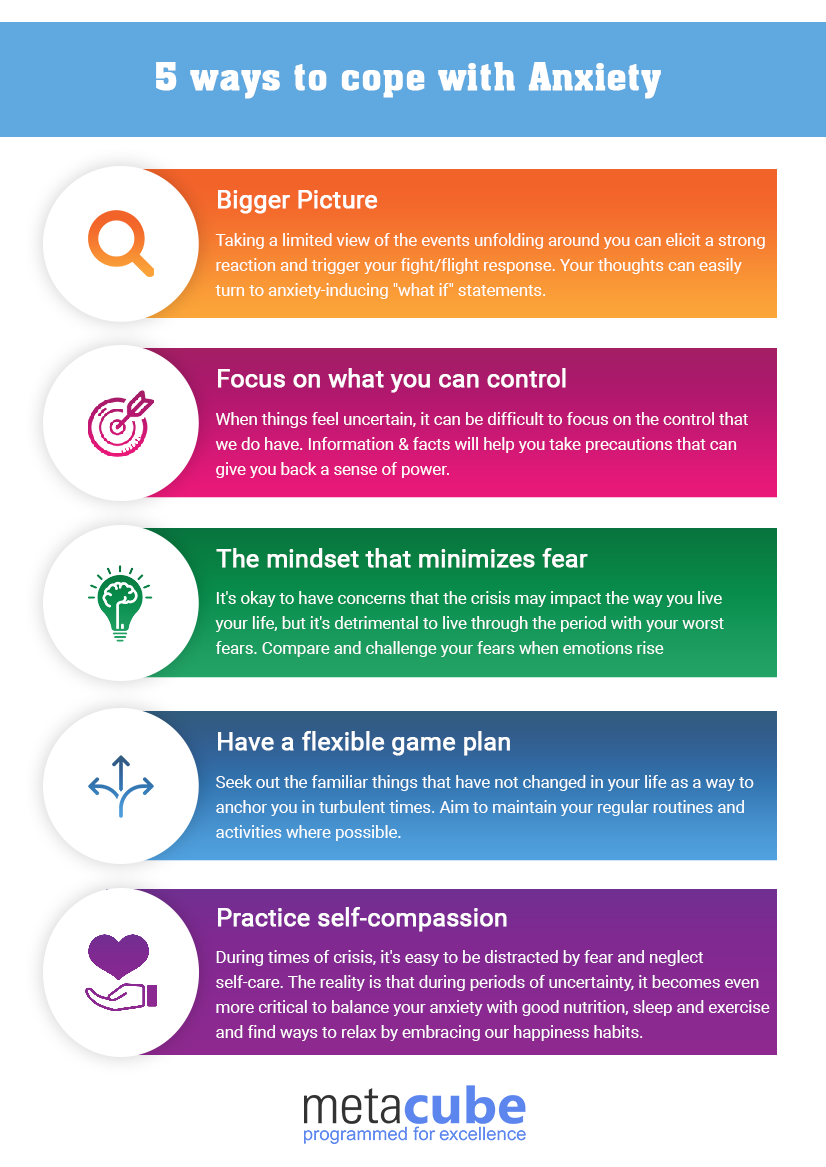 5 ways to cope with Anxiety
Bigger Picture
Taking a limited view of the events unfolding around you can elicit a strong
reaction and trigger your fight/flight response. Your thoughts can easily
turn to anxiety-inducing "what if" statements.
Focus on what you can control
When things feel uncertain, it can be difficult to focus on the control that
we do have. Information & facts will help you take precautions that can
give you back a sense of power.
The mindset that minimizes fear
It's okay to have concerns that the crisis may impact the way you live
your life, but it's detrimental to live through the period with your worst
fears. Compare and challenge your fears when emotions rise
Have a flexible game plan
Seek out the familiar things that have not changed in your life as a way to
anchor you in turbulent times. Aim to maintain your regular routines and
activities where possible.
Practice self-compassion
During times of crisis, it's easy to be distracted by fear and neglect
self-care. The reality is that during periods of uncertainty, it becomes even
more critical to balance your anxiety with good nutrition, sleep and exercise
and find ways to relax by embracing our happiness habits.
metacube
programmed for excellence